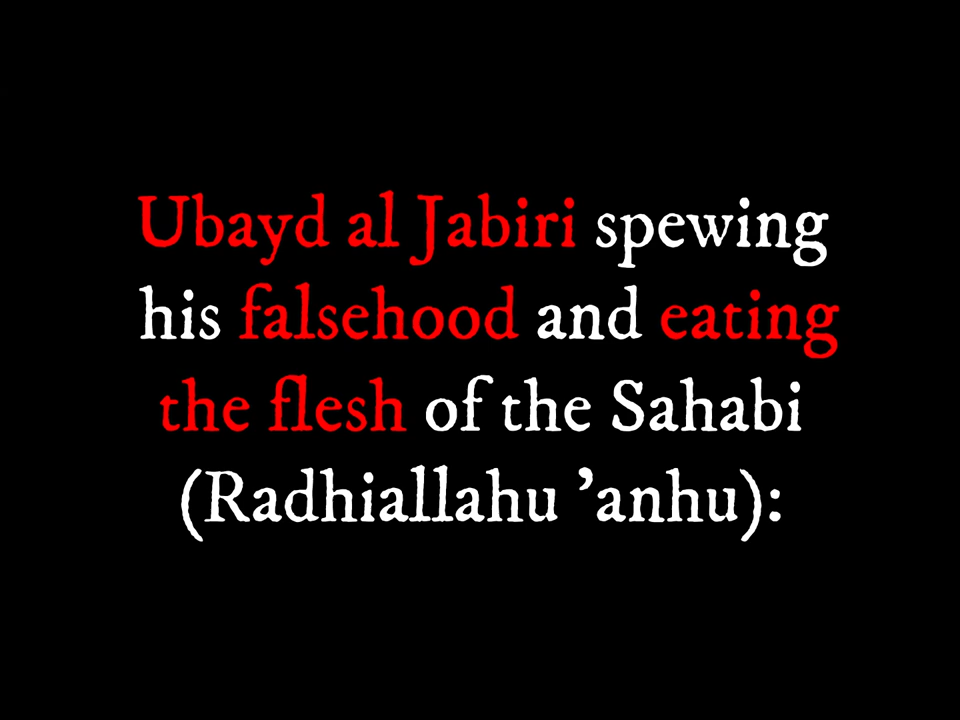 Ubayd al Jabiri spewing
his falsehood and eating
the flesh of the Sahabi
(Radhiallahu ’anhu):